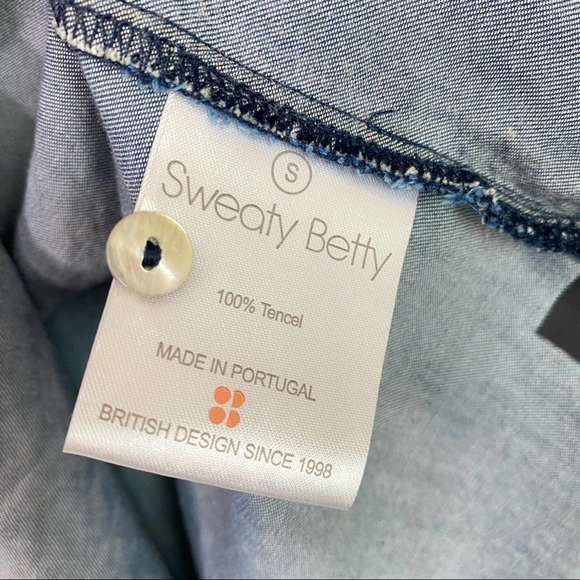 S
Sweaty Betty
100% Tencel
MADE IN PORTUGAL
BRITISH DESIGN SINCE 1998